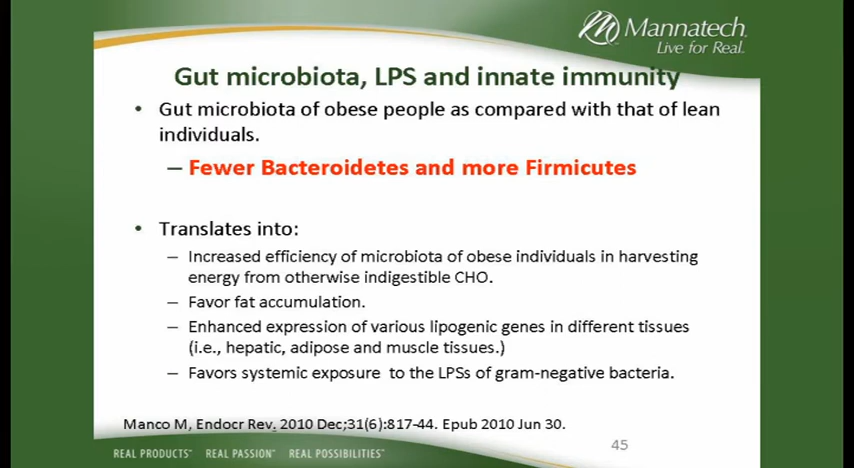 Mannatech
Live for Real.
Gut microbiota, LPS and innate immunity
• Gut microbiota of obese people as compared with that of lean
individuals.
– Fewer Bacteroidetes and more Firmicutes
• Translates into:
– Increased efficiency of microbiota of obese individuals in harvesting
energy from otherwise indigestible CHO.
– Favor fat accumulation.
– Enhanced expression of various lipogenic genes in different tissues
(i.e., hepatic, adipose and muscle tissues.)
– Favors systemic exposure to the LPSs of gram-negative bacteria.
Manco M, Endocr Rev. 2010 Dec;31(6):817-44. Epub 2010 Jun 30.
45
REAL PRODUCTS™ REAL PASSION™ REAL POSSIBILITIES™